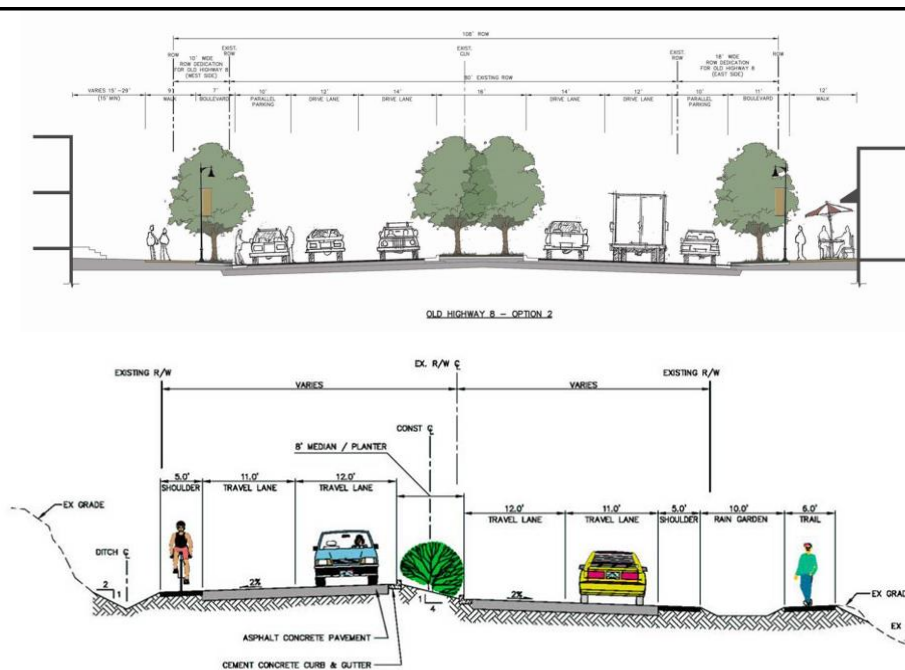 108' ROW
ROW
10' WIDE
ROW DEDICATION
FOR OLD HIGHWAY 8
(WEST SIDE)
EXIST.
ROW
EXIST.
EXIST.
ROW
18' WIDE
ROW DEDICATION
FOR OLD HIGHWAY 8
(EAST SIDE)
ROW
80' EXISTING ROW
VARIES 15'-29'
(15' MIN)
9'
WALK
7'
BOULEVARD
10'
PARALLEL
PARKING
12'
DRIVE LANE
14'
DRIVE LANE
16'
14'
DRIVE LANE
12'
DRIVE LANE
10'
PARALLEL
PARKING
11'
BOULEVARD
12'
WALK
OLD HIGHWAY 8 - OPTION 2
EXISTING R/W
EX. R/W ℄
EXISTING R/W
VARIES
VARIES
CONST ℄
8' MEDIAN / PLANTER
5.0'
SHOULDER
11.0'
TRAVEL LANE
12.0'
TRAVEL LANE
12.0'
TRAVEL LANE
11.0'
TRAVEL LANE
5.0'
SHOULDER
10.0'
RAIN GARDEN
6.0'
TRAIL
EX GRADE
DITCH ℄
2
1
2%
1
4
2%
EX GRAD
EX
ASPHALT CONCRETE PAVEMENT
CEMENT CONCRETE CURB & GUTTER